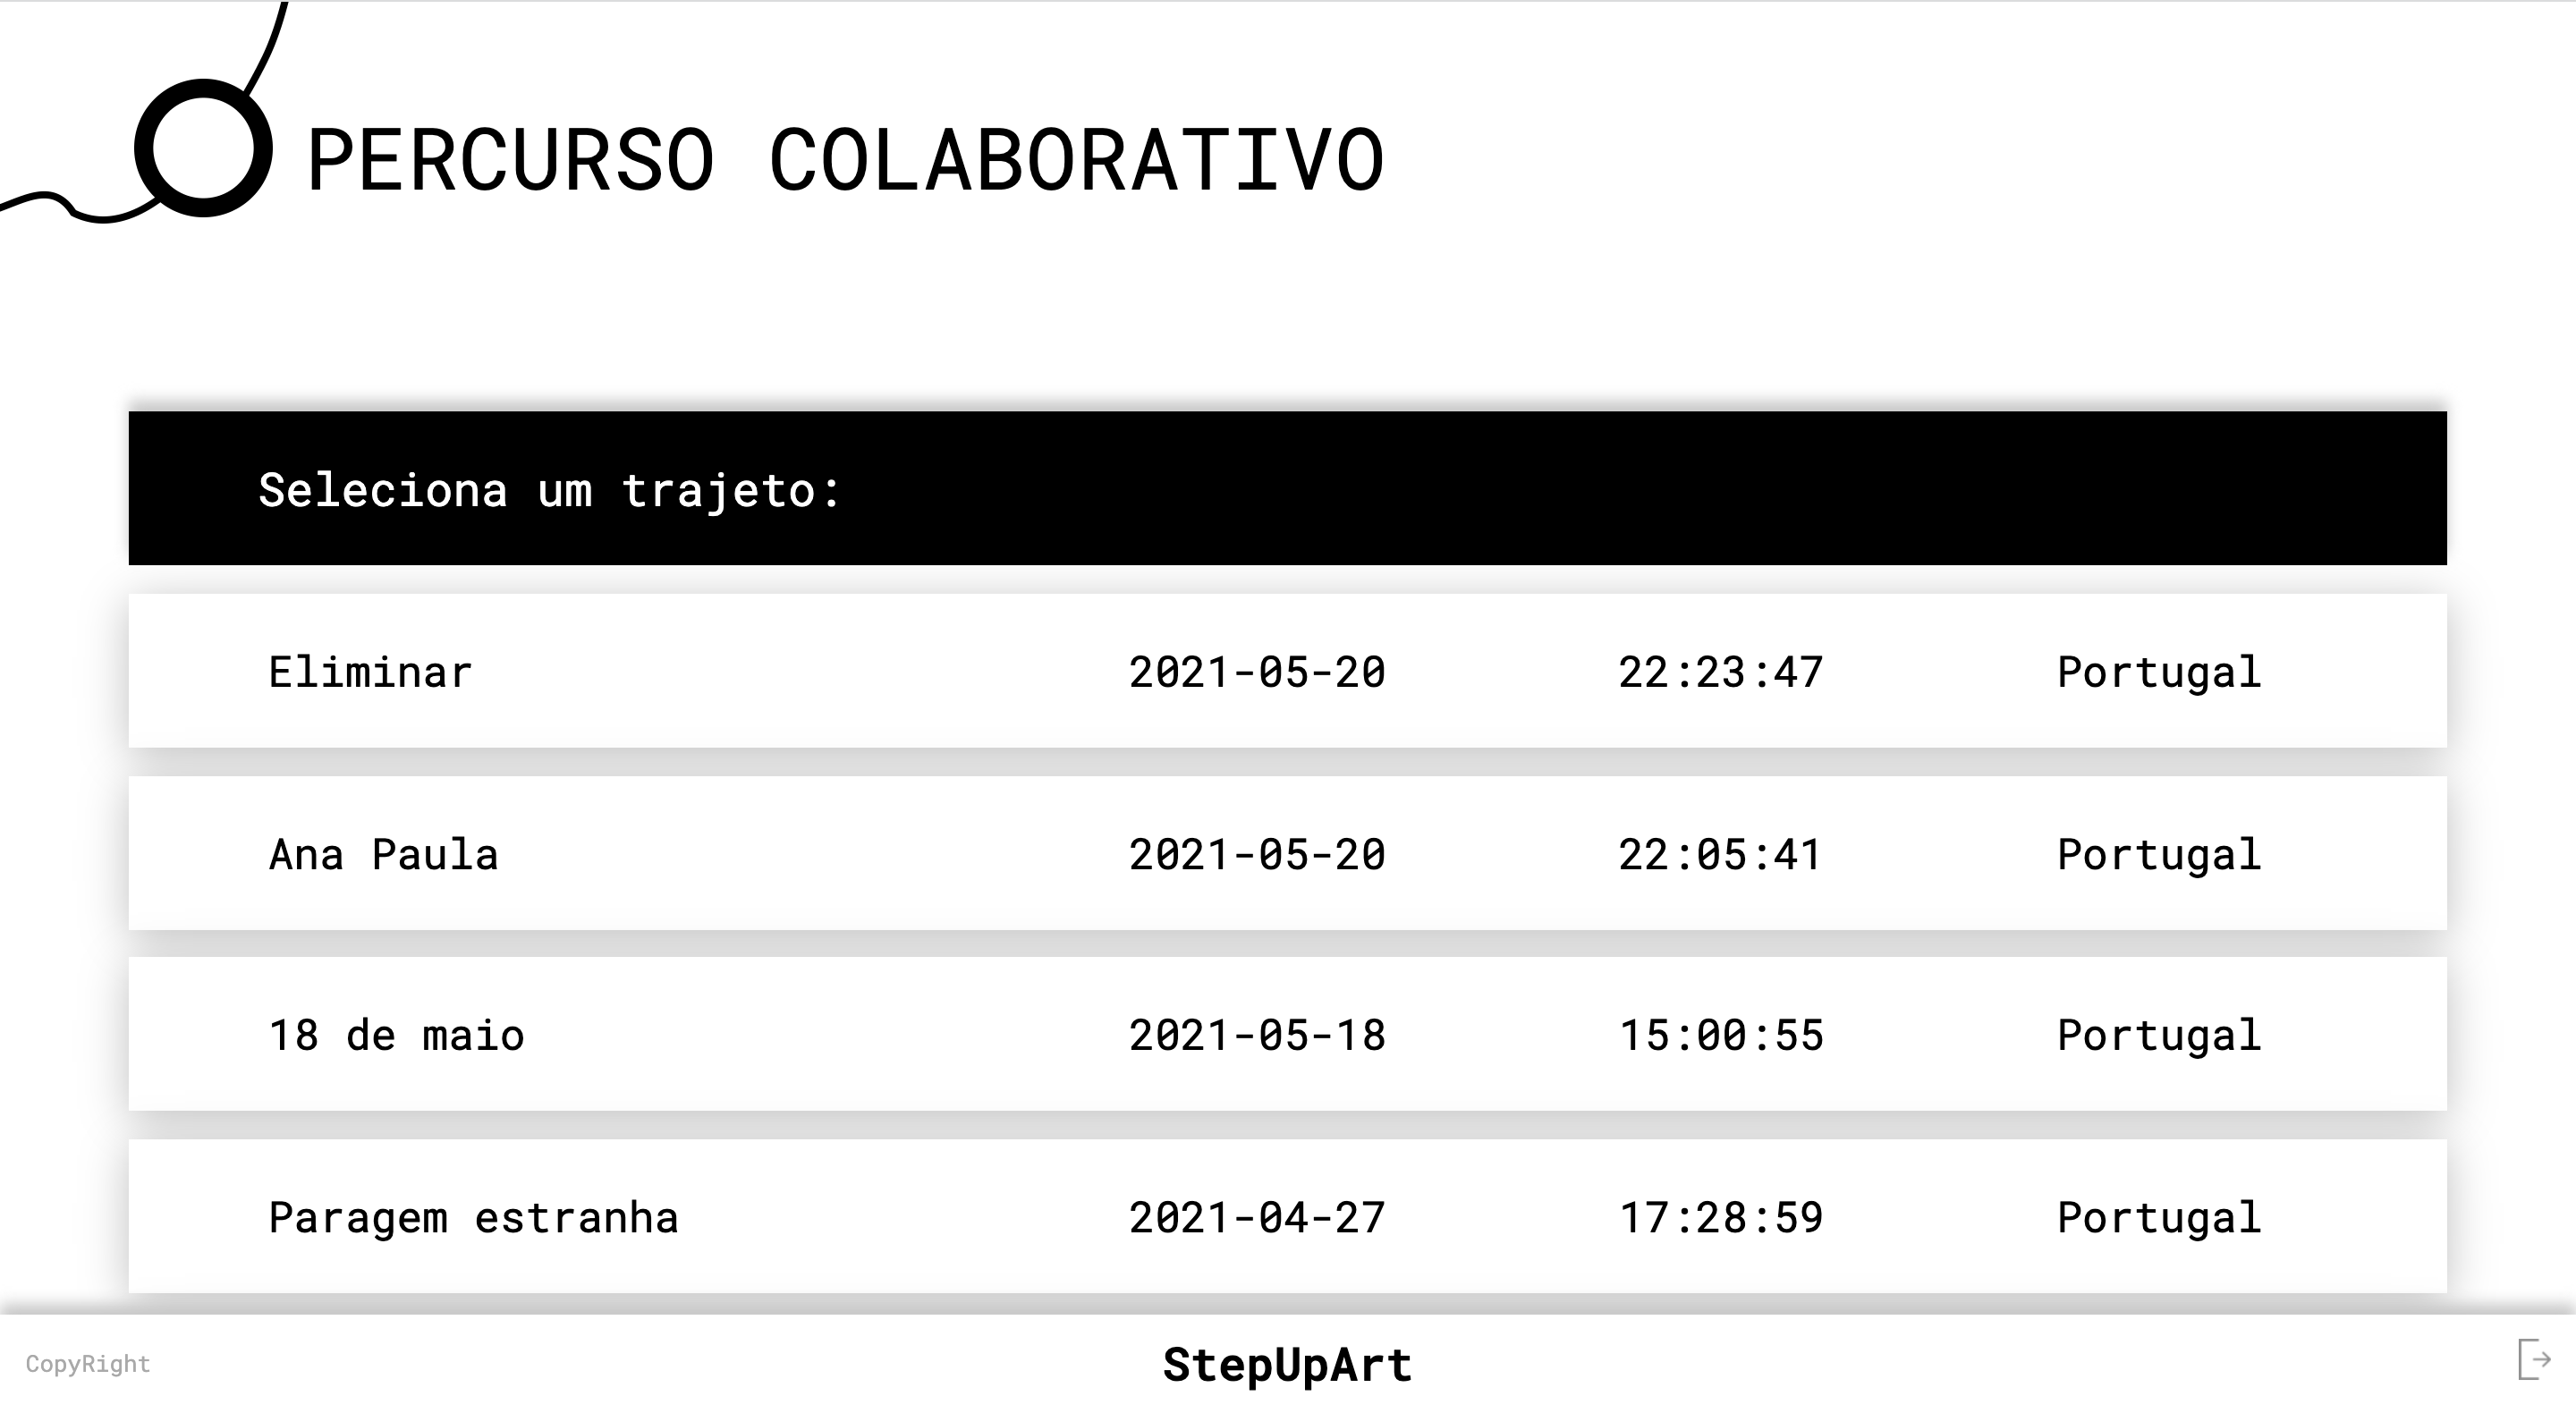 PERCURSO COLABORATIVO
Seleciona um trajeto:
Eliminar 2021-05-20 22:23:47 Portugal
Ana Paula 2021-05-20 22:05:41 Portugal
18 de maio 2021-05-18 15:00:55 Portugal
Paragem estranha 2021-04-27 17:28:59 Portugal
CopyRight StepUpArt